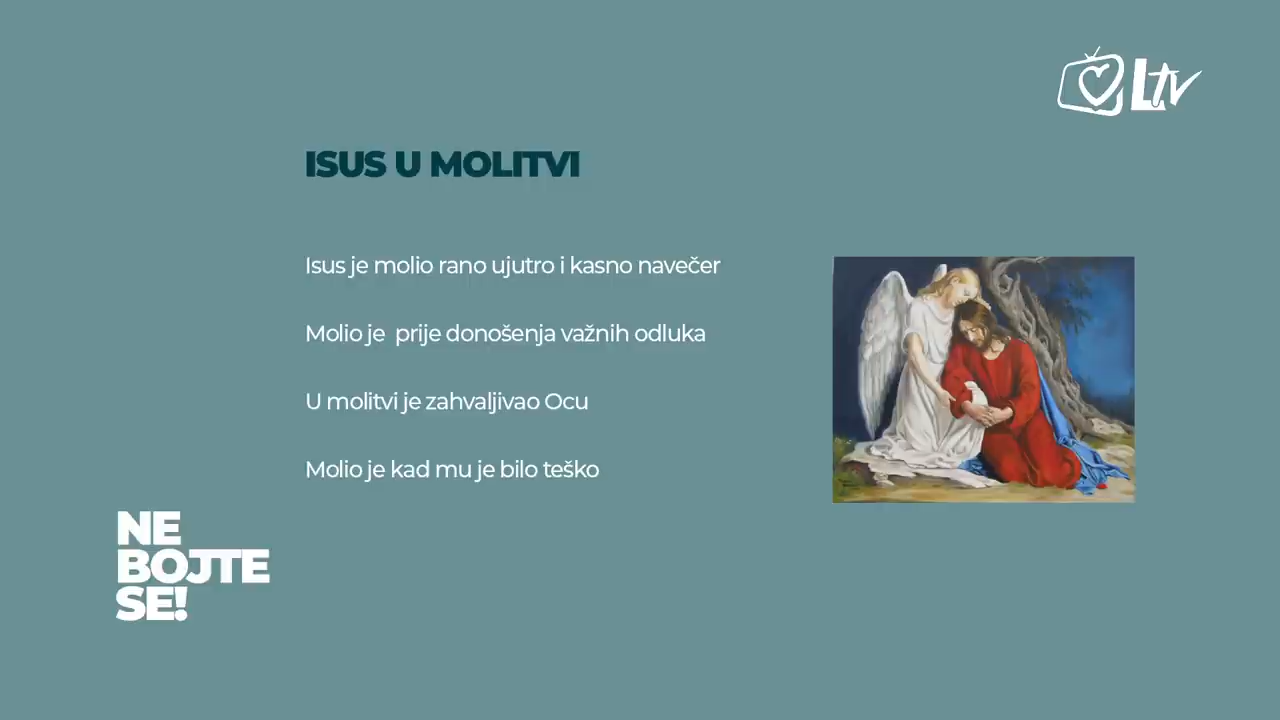 LTV
ISUS U MOLITVI
Isus je molio rano ujutro i kasno navečer
Molio je  prije donošenja važnih odluka
U molitvi je zahvaljivao Ocu
Molio je kad mu je bilo teško
NE
BOJTE
SE!